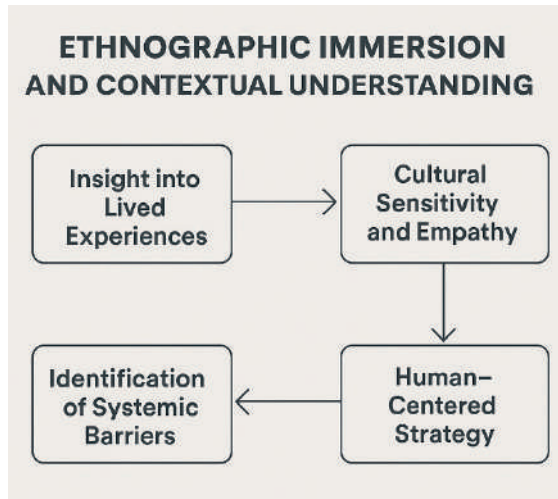 ETHNOGRAPHIC IMMERSION
AND CONTEXTUAL UNDERSTANDING
Insight into
Lived
Experiences
Cultural
Sensitivity
and Empathy
Human–
Centered
Strategy
Identification
of Systemic
Barriers